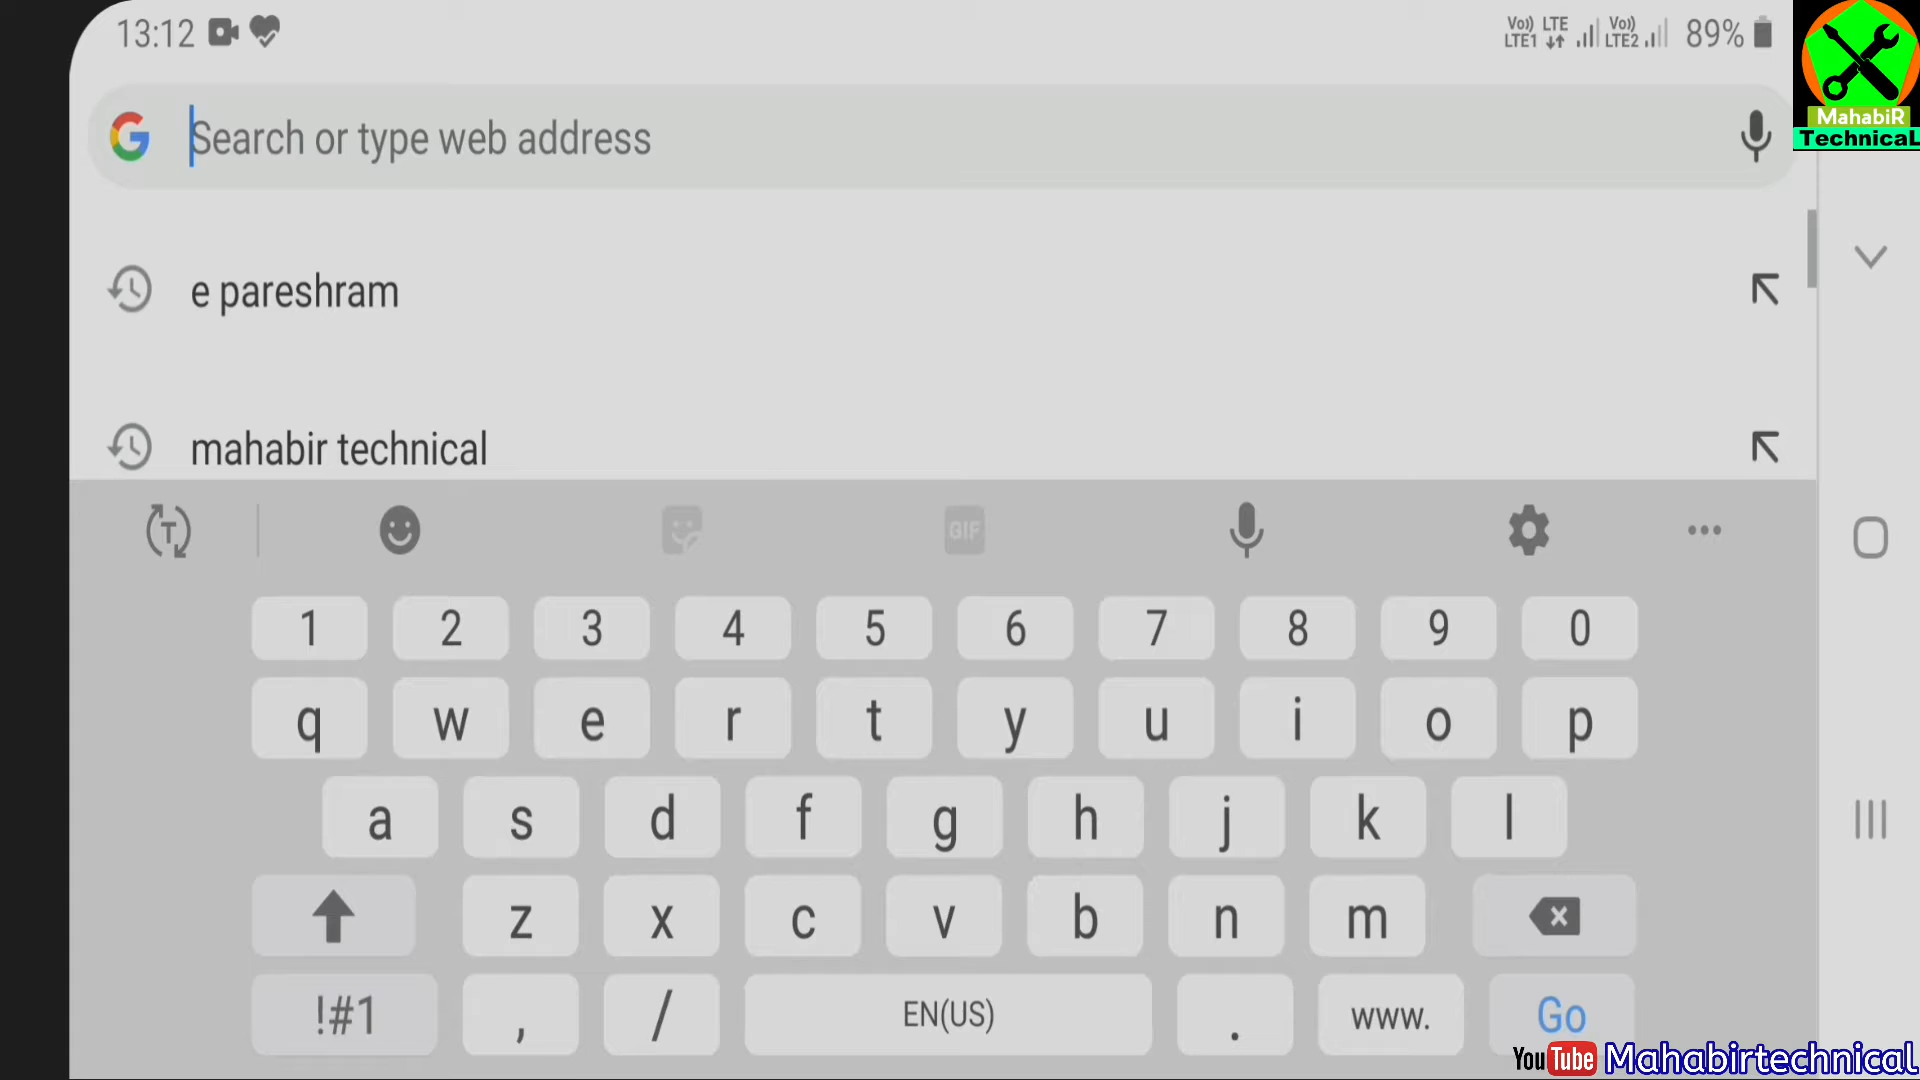 13:12
Vo)) LTE
LTE1
Vo))
LTE2
89%
MahabiR
TechnicaL
Search or type web address
e pareshram
mahabir technical
T
GIF
1 2 3 4 5 6 7 8 9 0
q w e r t y u i o p
a s d f g h j k l
z x c v b n m
!#1 , / EN(US) . www. Go
YouTube Mahabirtechnical